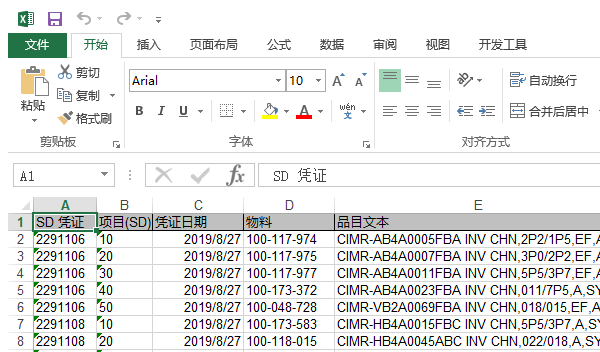 文件 开始 插入 页面布局 公式 数据 审阅 视图 开发工具
粘贴 剪切 复制 格式刷 剪贴板
Arial 10 A A
B I U A wén 文 字体
自动换行 合并后居中 对齐方式
A1 fx SD 凭证
A B C D E
1 SD 凭证 项目(SD) 凭证日期 物料 品目文本
2 2291106 10 2019/8/27 100-117-974 CIMR-AB4A0005FBA INV CHN,2P2/1P5,EF,A
3 2291106 20 2019/8/27 100-117-975 CIMR-AB4A0007FBA INV CHN,3P0/2P2,EF,A
4 2291106 30 2019/8/27 100-117-977 CIMR-AB4A0011FBA INV CHN,5P5/3P7,EF,A
5 2291106 40 2019/8/27 100-173-372 CIMR-AB4A0023FBA INV CHN,011/7P5,A,SY
6 2291106 50 2019/8/27 100-048-728 CIMR-VB2A0069FBA INV CHN,018/015,EF,A
7 2291108 10 2019/8/27 100-173-583 CIMR-HB4A0015FBC INV CHN,5P5/3P7,A,SY
8 2291108 20 2019/8/27 100-118-015 CIMR-HB4A0045ABC INV CHN,022/018,A,SY